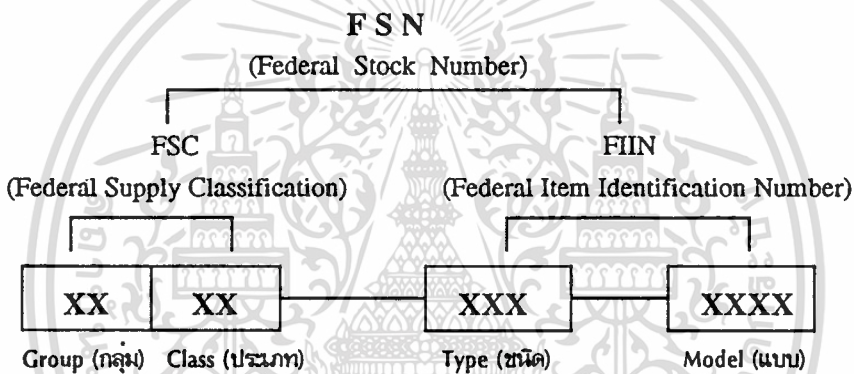 F S N
(Federal Stock Number)
FSC FIIN
(Federal Supply Classification) (Federal Item Identification Number)
XX XX XXX XXXX
Group (กลุ่ม) Class (ประเภท) Type (ชนิด) Model (แบบ)